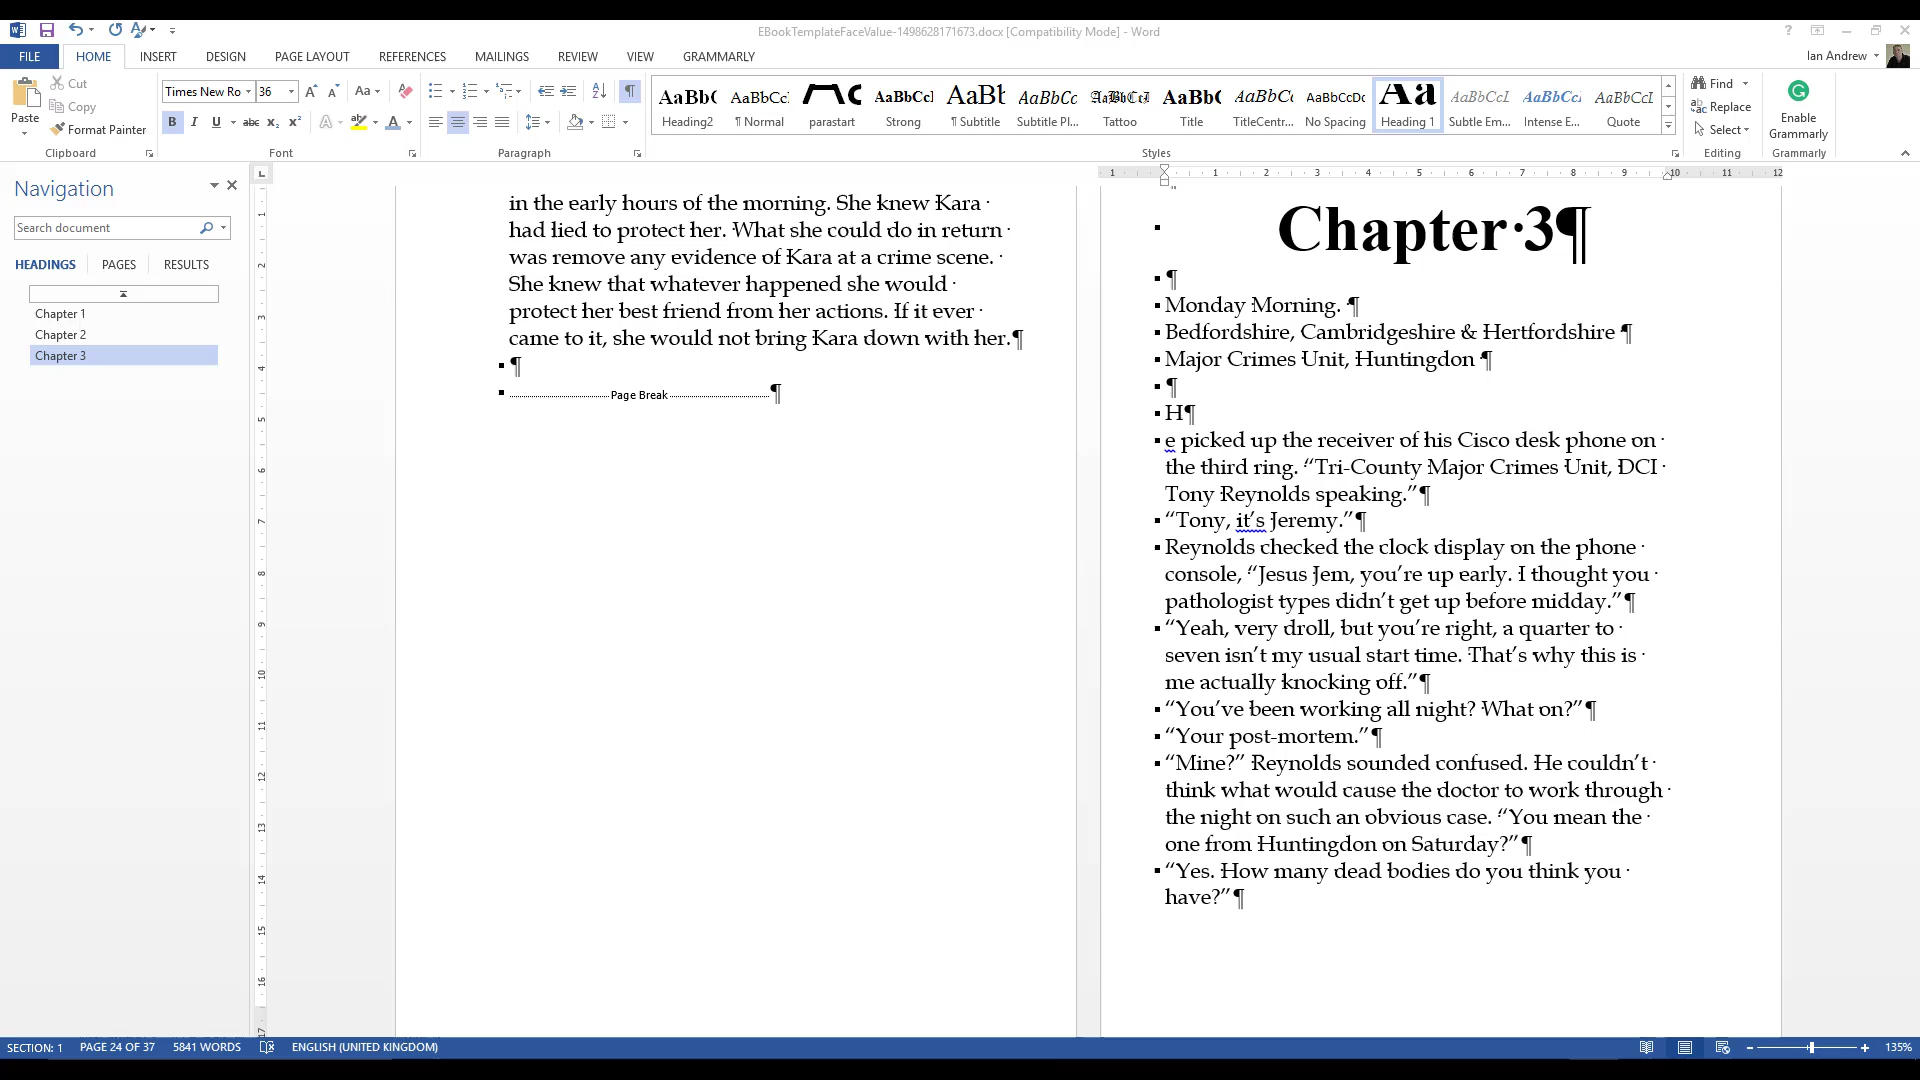 EBookTemplateFaceValue-1498628171673.docx [Compatibility Mode] - Word
FILE HOME INSERT DESIGN PAGE LAYOUT REFERENCES MAILINGS REVIEW VIEW GRAMMARLY
Ian Andrew
Paste
Cut
Copy
Format Painter
Clipboard
Times New Ro 36
Font
Paragraph
Heading2
¶ Normal
parastart
Strong
¶ Subtitle
Subtitle Pl...
Tattoo
Title
TitleCentr...
No Spacing
Heading 1
Subtle Em...
Intense E...
Quote
Styles
Find
Replace
Select
Editing
Enable
Grammarly
Grammarly
Navigation
Search document
HEADINGS PAGES RESULTS
Chapter 1
Chapter 2
Chapter 3
in the early hours of the morning. She knew Kara
had lied to protect her. What she could do in return
was remove any evidence of Kara at a crime scene.
She knew that whatever happened she would
protect her best friend from her actions. If it ever
came to it, she would not bring Kara down with her.¶
¶
Page Break ¶
Chapter·3¶
¶
Monday Morning. ¶
Bedfordshire, Cambridgeshire & Hertfordshire ¶
Major Crimes Unit, Huntingdon ¶
¶
H¶
e picked up the receiver of his Cisco desk phone on
the third ring. “Tri-County Major Crimes Unit, DCI
Tony Reynolds speaking.”¶
“Tony, it’s Jeremy.”¶
Reynolds checked the clock display on the phone
console, “Jesus Jem, you’re up early. I thought you
pathologist types didn’t get up before midday.”¶
“Yeah, very droll, but you’re right, a quarter to
seven isn’t my usual start time. That’s why this is
me actually knocking off.”¶
“You’ve been working all night? What on?”¶
“Your post-mortem.”¶
“Mine?” Reynolds sounded confused. He couldn’t
think what would cause the doctor to work through
the night on such an obvious case. “You mean the
one from Huntingdon on Saturday?”¶
“Yes. How many dead bodies do you think you
have?”¶
SECTION: 1 PAGE 24 OF 37 5841 WORDS ENGLISH (UNITED KINGDOM) 135%